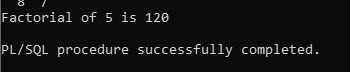 Factorial of 5 is 120
PL/SQL procedure successfully completed.